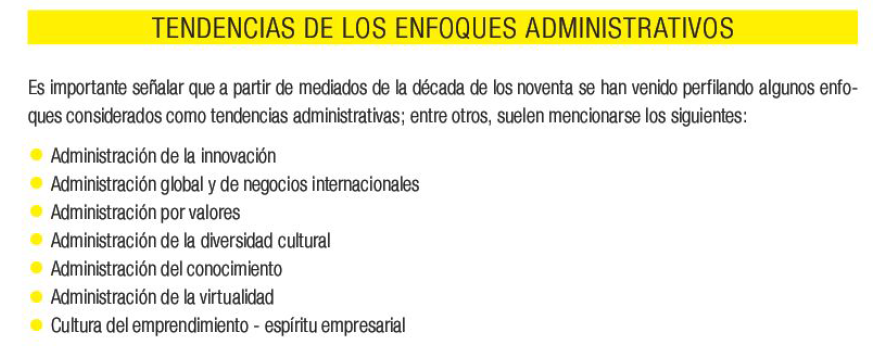 TENDENCIAS DE LOS ENFOQUES ADMINISTRATIVOS
Es importante señalar que a partir de mediados de la década de los noventa se han venido perfilando algunos enfo-
ques considerados como tendencias administrativas; entre otros, suelen mencionarse los siguientes:
● Administración de la innovación
● Administración global y de negocios internacionales
● Administración por valores
● Administración de la diversidad cultural
● Administración del conocimiento
● Administración de la virtualidad
● Cultura del emprendimiento - espíritu empresarial